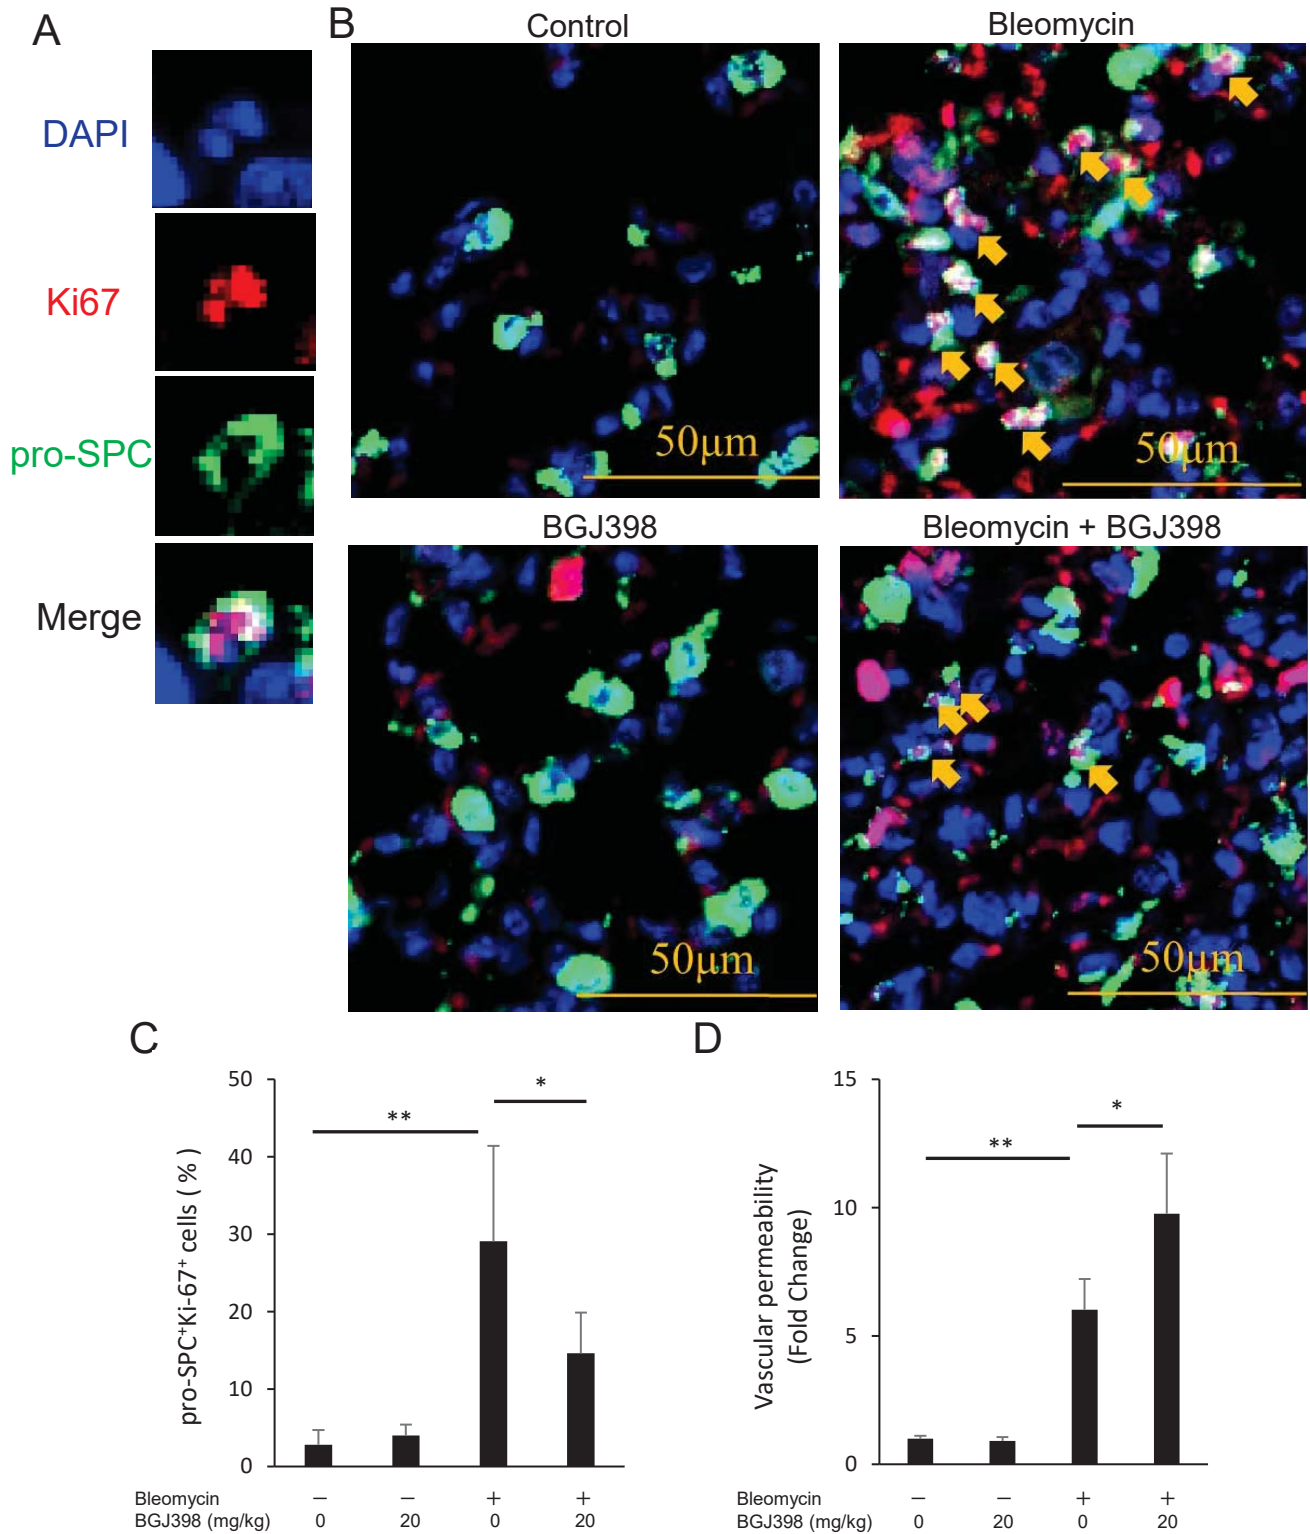 A
DAPI
Ki67
pro-SPC
Merge
B
Control
50μm
Bleomycin
50μm
BGJ398
50μm
Bleomycin + BGJ398
50μm
C
pro-SPC⁺Ki-67⁺ cells ( % )
50
40
30
20
10
0
**
*
Bleomycin − − + +
BGJ398 (mg/kg) 0 20 0 20
D
Vascular permeability
(Fold Change)
15
10
5
0
**
*
Bleomycin − − + +
BGJ398 (mg/kg) 0 20 0 20